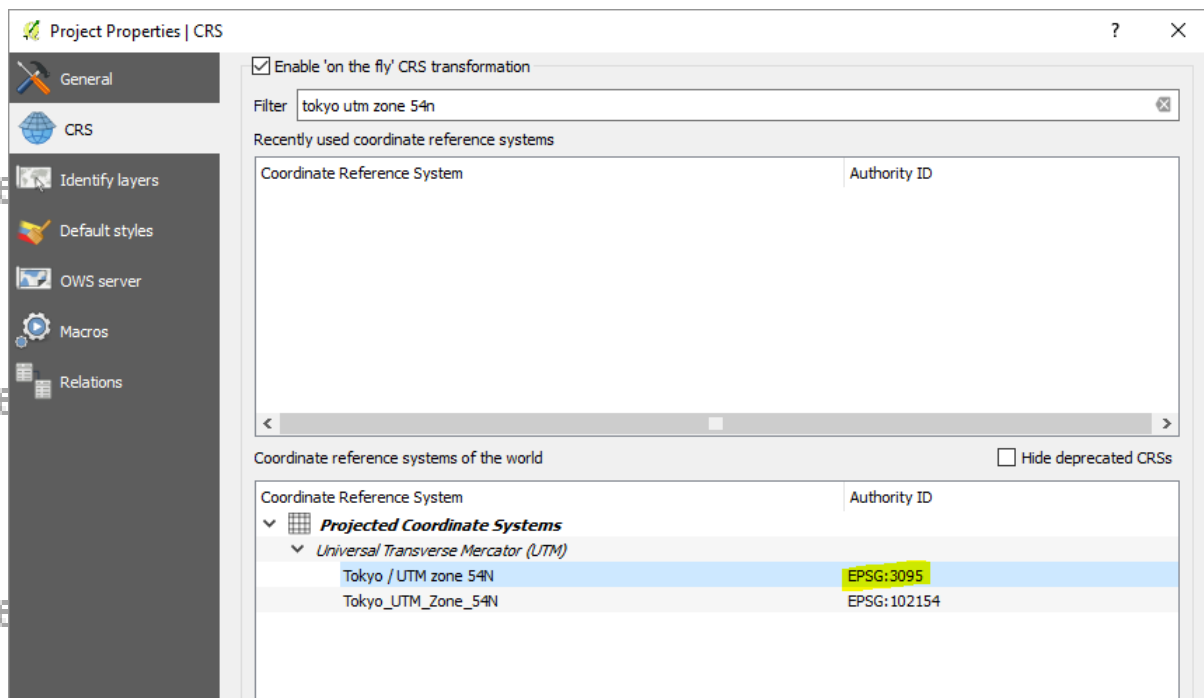 Project Properties | CRS
?
General
CRS
Identify layers
Default styles
OWS server
Macros
Relations
Enable 'on the fly' CRS transformation
Filter tokyo utm zone 54n
Recently used coordinate reference systems
Coordinate Reference System Authority ID
Coordinate reference systems of the world Hide deprecated CRSs
Coordinate Reference System Authority ID
Projected Coordinate Systems
Universal Transverse Mercator (UTM)
Tokyo / UTM zone 54N EPSG:3095
Tokyo_UTM_Zone_54N EPSG:102154